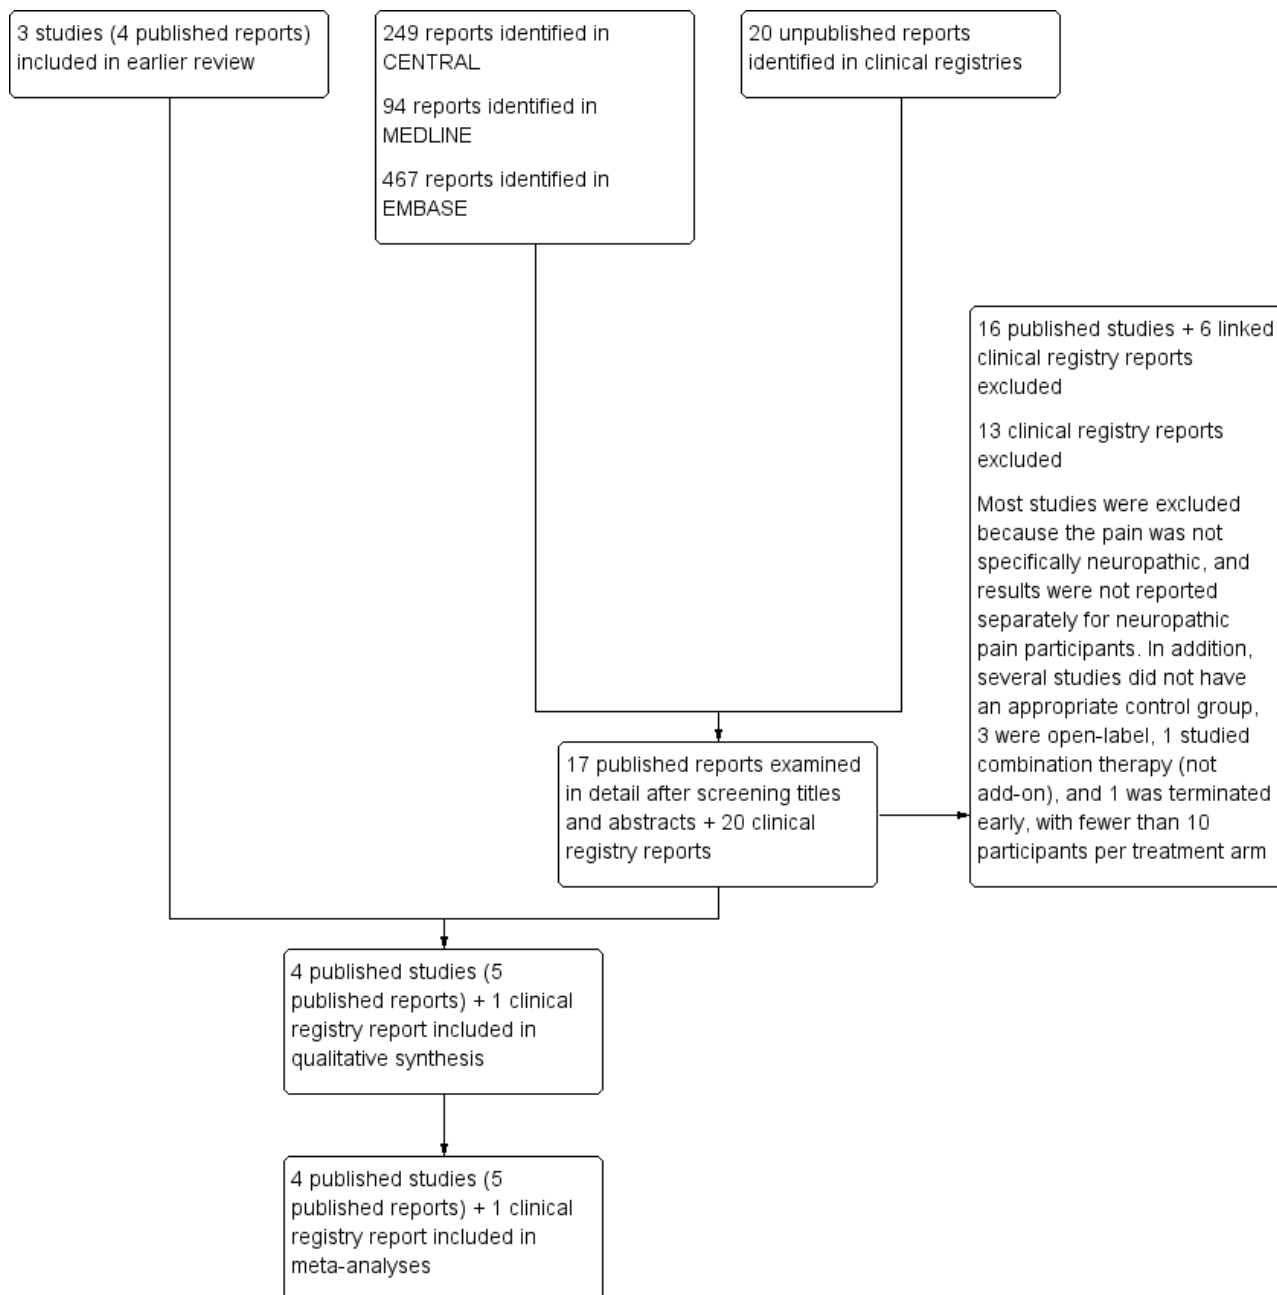 3 studies (4 published reports)
included in earlier review
249 reports identified in
CENTRAL
94 reports identified in
MEDLINE
467 reports identified in
EMBASE
20 unpublished reports
identified in clinical registries
16 published studies + 6 linked
clinical registry reports
excluded
13 clinical registry reports
excluded
Most studies were excluded
because the pain was not
specifically neuropathic, and
results were not reported
separately for neuropathic
pain participants. In addition,
several studies did not have
an appropriate control group,
3 were open-label, 1 studied
combination therapy (not
add-on), and 1 was terminated
early, with fewer than 10
participants per treatment arm
17 published reports examined
in detail after screening titles
and abstracts + 20 clinical
registry reports
4 published studies (5
published reports) + 1 clinical
registry report included in
qualitative synthesis
4 published studies (5
published reports) + 1 clinical
registry report included in
meta-analyses